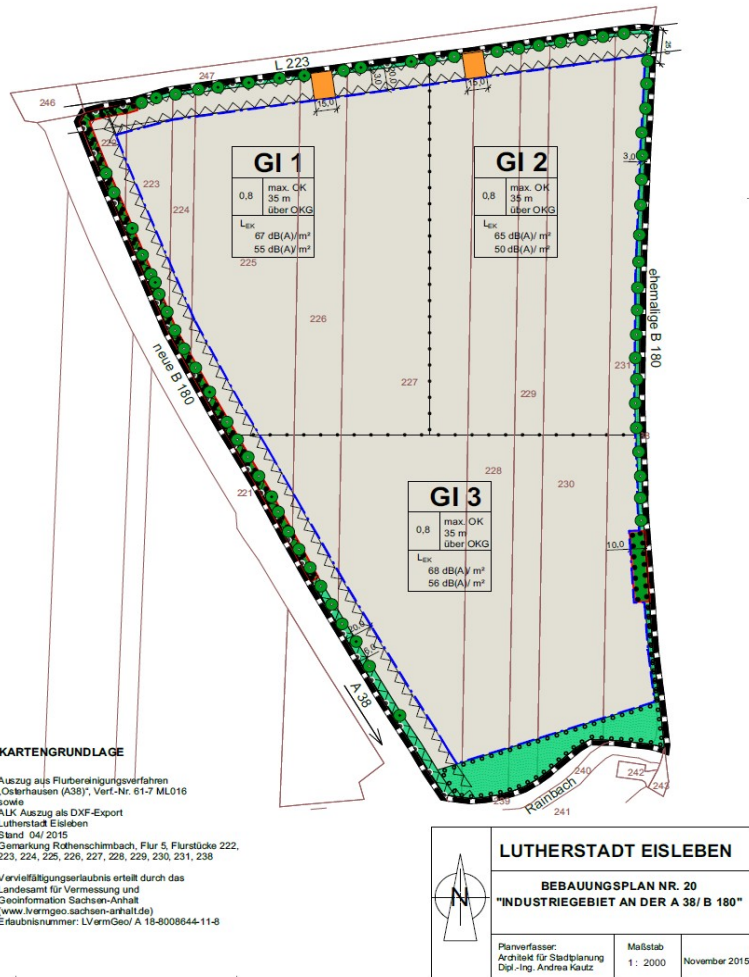 L 223
247
246
15,0
15,0
3,0
20,0
25,0
222
223
224
GI 1
0,8
max. OK
35 m
über OKG
LEK
67 dB(A)/ m²
55 dB(A)/ m²
GI 2
0,8
max. OK
35 m
über OKG
LEK
65 dB(A)/ m²
50 dB(A)/ m²
3,0
225
226
227
229
231
ehemalige B 180
neue B 180
221
228
230
GI 3
0,8
max. OK
35 m
über OKG
LEK
68 dB(A)/ m²
56 dB(A)/ m²
10,0
20,0
A 38
Rainbach
239
240
241
242
243
KARTENGRUNDLAGE
Auszug aus Flurbereinigungsverfahren
„Osterhausen (A38)", Verf.-Nr. 61-7 ML016
sowie
ALK Auszug als DXF-Export
Lutherstadt Eisleben
Stand 04/ 2015
Gemarkung Rothenschirmbach, Flur 5, Flurstücke 222,
223, 224, 225, 226, 227, 228, 229, 230, 231, 238
Vervielfältigungserlaubnis erteilt durch das
Landesamt für Vermessung und
Geoinformation Sachsen-Anhalt
(www.lvermgeo.sachsen-anhalt.de)
Erlaubnisnummer: LVermGeo/ A 18-8008644-11-8
N
LUTHERSTADT EISLEBEN
BEBAUUNGSPLAN NR. 20
"INDUSTRIEGEBIET AN DER A 38/ B 180"
Planverfasser:
Architekt für Stadtplanung
Dipl.-Ing. Andrea Kautz
Maßstab
1 : 2000
November 2015